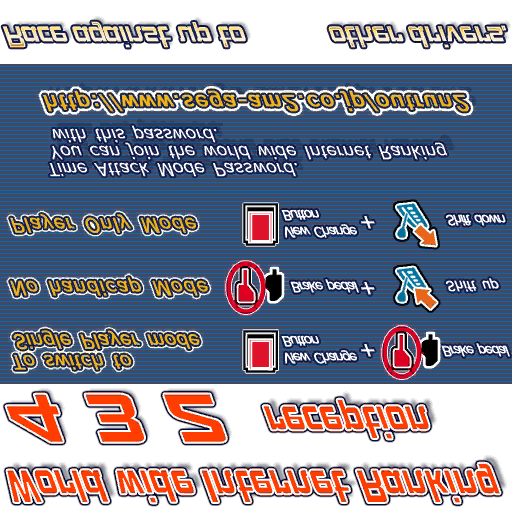 World wide Internet Ranking
4 3 2 reception
To switch to
Single Player mode
View Change
Button
+
Brake pedal
No handicap Mode
Brake pedal
+
Shift up
Player Only Mode
View Change
Button
+
Shift down
Time Attack Mode Password.
You can join the world wide Internet Ranking
with this password.
http://www.sega-am2.co.jp/outrun2
Race against up to other drivers.